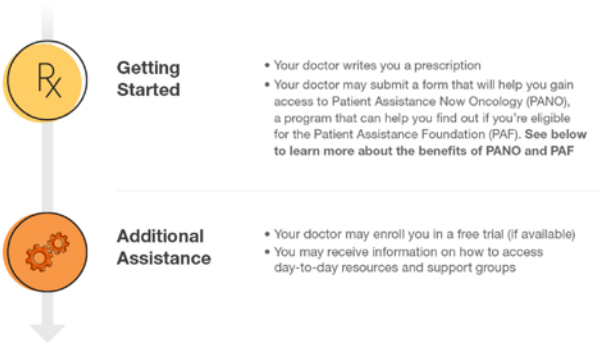 Rx
Getting
Started
• Your doctor writes you a prescription
• Your doctor may submit a form that will help you gain
access to Patient Assistance Now Oncology (PANO),
a program that can help you find out if you're eligible
for the Patient Assistance Foundation (PAF). See below
to learn more about the benefits of PANO and PAF
Additional
Assistance
• Your doctor may enroll you in a free trial (if available)
• You may receive information on how to access
day-to-day resources and support groups